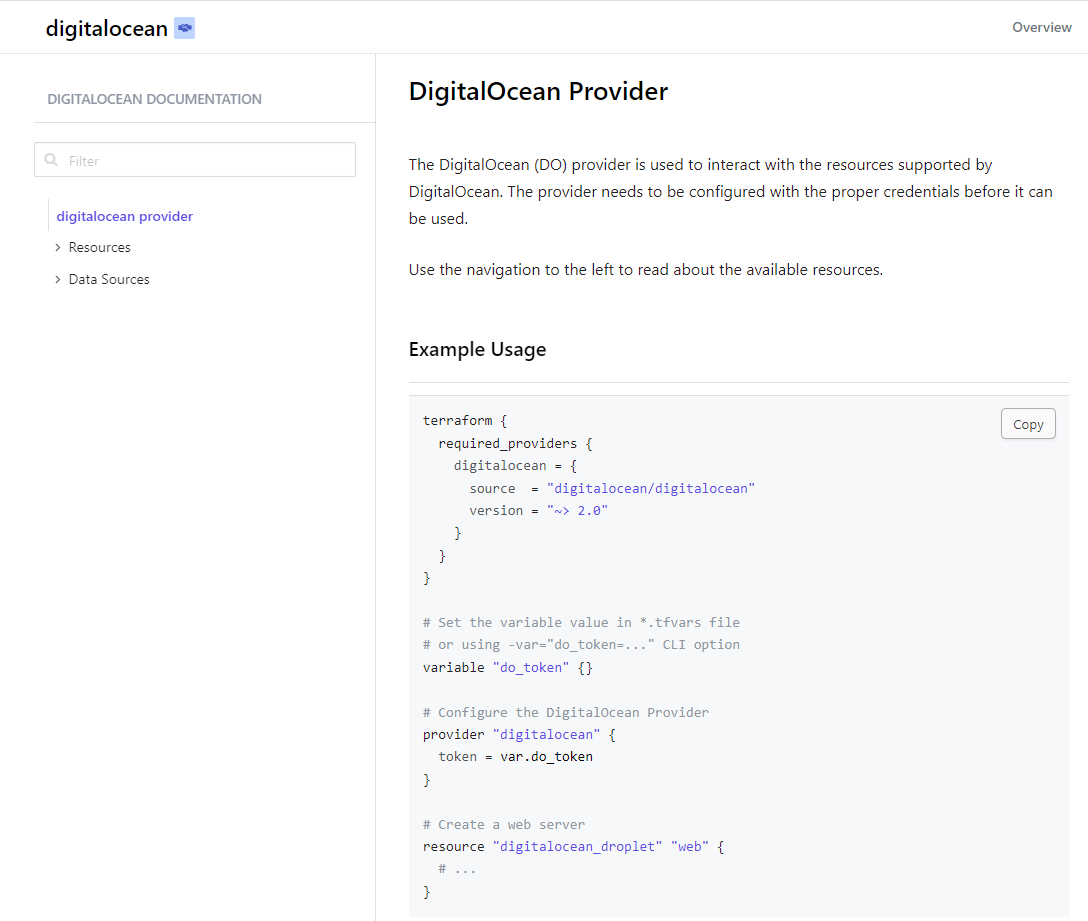 digitalocean
Overview
DIGITALOCEAN DOCUMENTATION
Filter
digitalocean provider
Resources
Data Sources
DigitalOcean Provider
The DigitalOcean (DO) provider is used to interact with the resources supported by
DigitalOcean. The provider needs to be configured with the proper credentials before it can
be used.
Use the navigation to the left to read about the available resources.
Example Usage
Copy
terraform {
  required_providers {
    digitalocean = {
      source  = "digitalocean/digitalocean"
      version = "~> 2.0"
    }
  }
}
# Set the variable value in *.tfvars file
# or using -var="do_token=..." CLI option
variable "do_token" {}
# Configure the DigitalOcean Provider
provider "digitalocean" {
  token = var.do_token
}
# Create a web server
resource "digitalocean_droplet" "web" {
  # ...
}